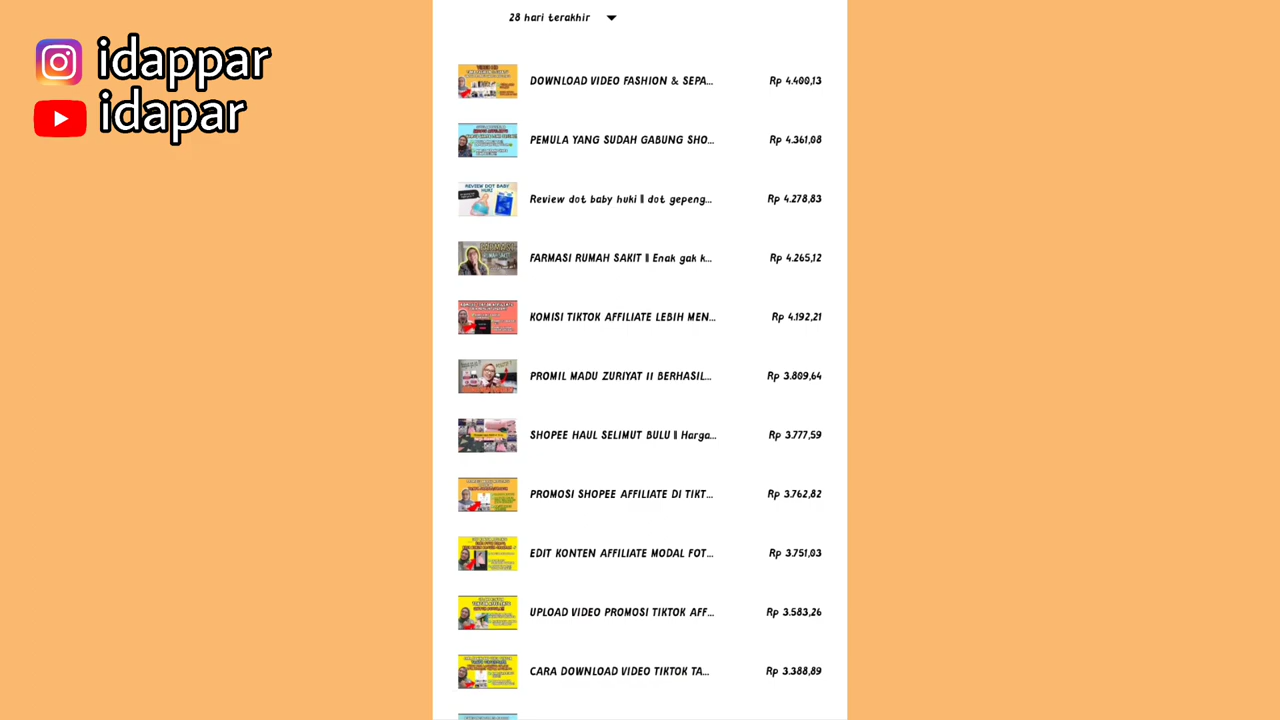 idappar
idapar
28 hari terakhir
DOWNLOAD VIDEO FASHION & SEPA... Rp 4.400,13
PEMULA YANG SUDAH GABUNG SHO... Rp 4.361,08
REVIEW DOT BABY
HUKI
Review dot baby huki || dot gepeng... Rp 4.278,83
FARMASI RUMAH SAKIT || Enak gak k... Rp 4.265,12
KOMISI TIKTOK AFFILIATE LEBIH MEN... Rp 4.192,21
PROMIL MADU ZURIYAT II BERHASIL... Rp 3.809,64
SHOPEE HAUL SELIMUT BULU || Harga... Rp 3.777,59
PROMOSI SHOPEE AFFILIATE DI TIKT... Rp 3.762,82
EDIT KONTEN AFFILIATE MODAL FOT... Rp 3.751,03
UPLOAD VIDEO PROMOSI TIKTOK AFF... Rp 3.583,26
CARA DOWNLOAD VIDEO TIKTOK TA... Rp 3.388,89